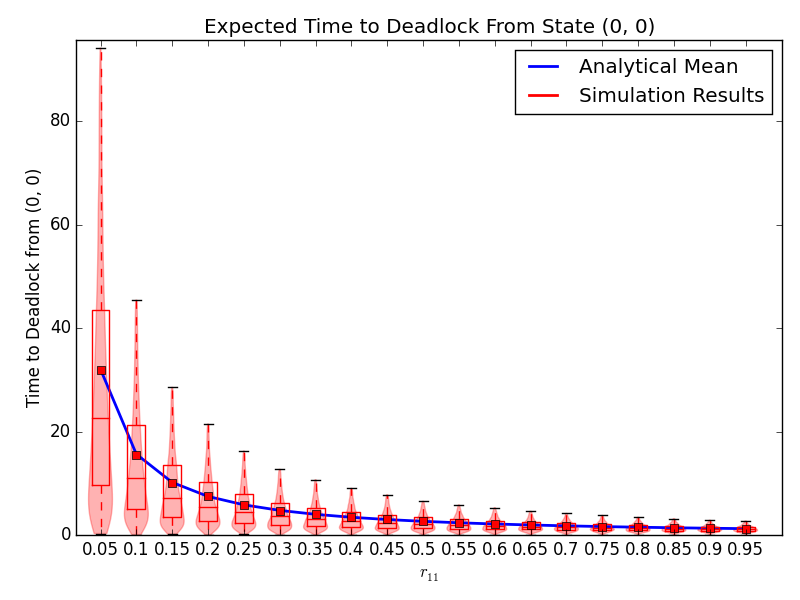 Expected Time to Deadlock From State (0, 0)
Analytical Mean
Simulation Results
Time to Deadlock from (0, 0)
80
60
40
20
0
0.05 0.1 0.15 0.2 0.25 0.3 0.35 0.4 0.45 0.5 0.55 0.6 0.65 0.7 0.75 0.8 0.85 0.9 0.95
r11